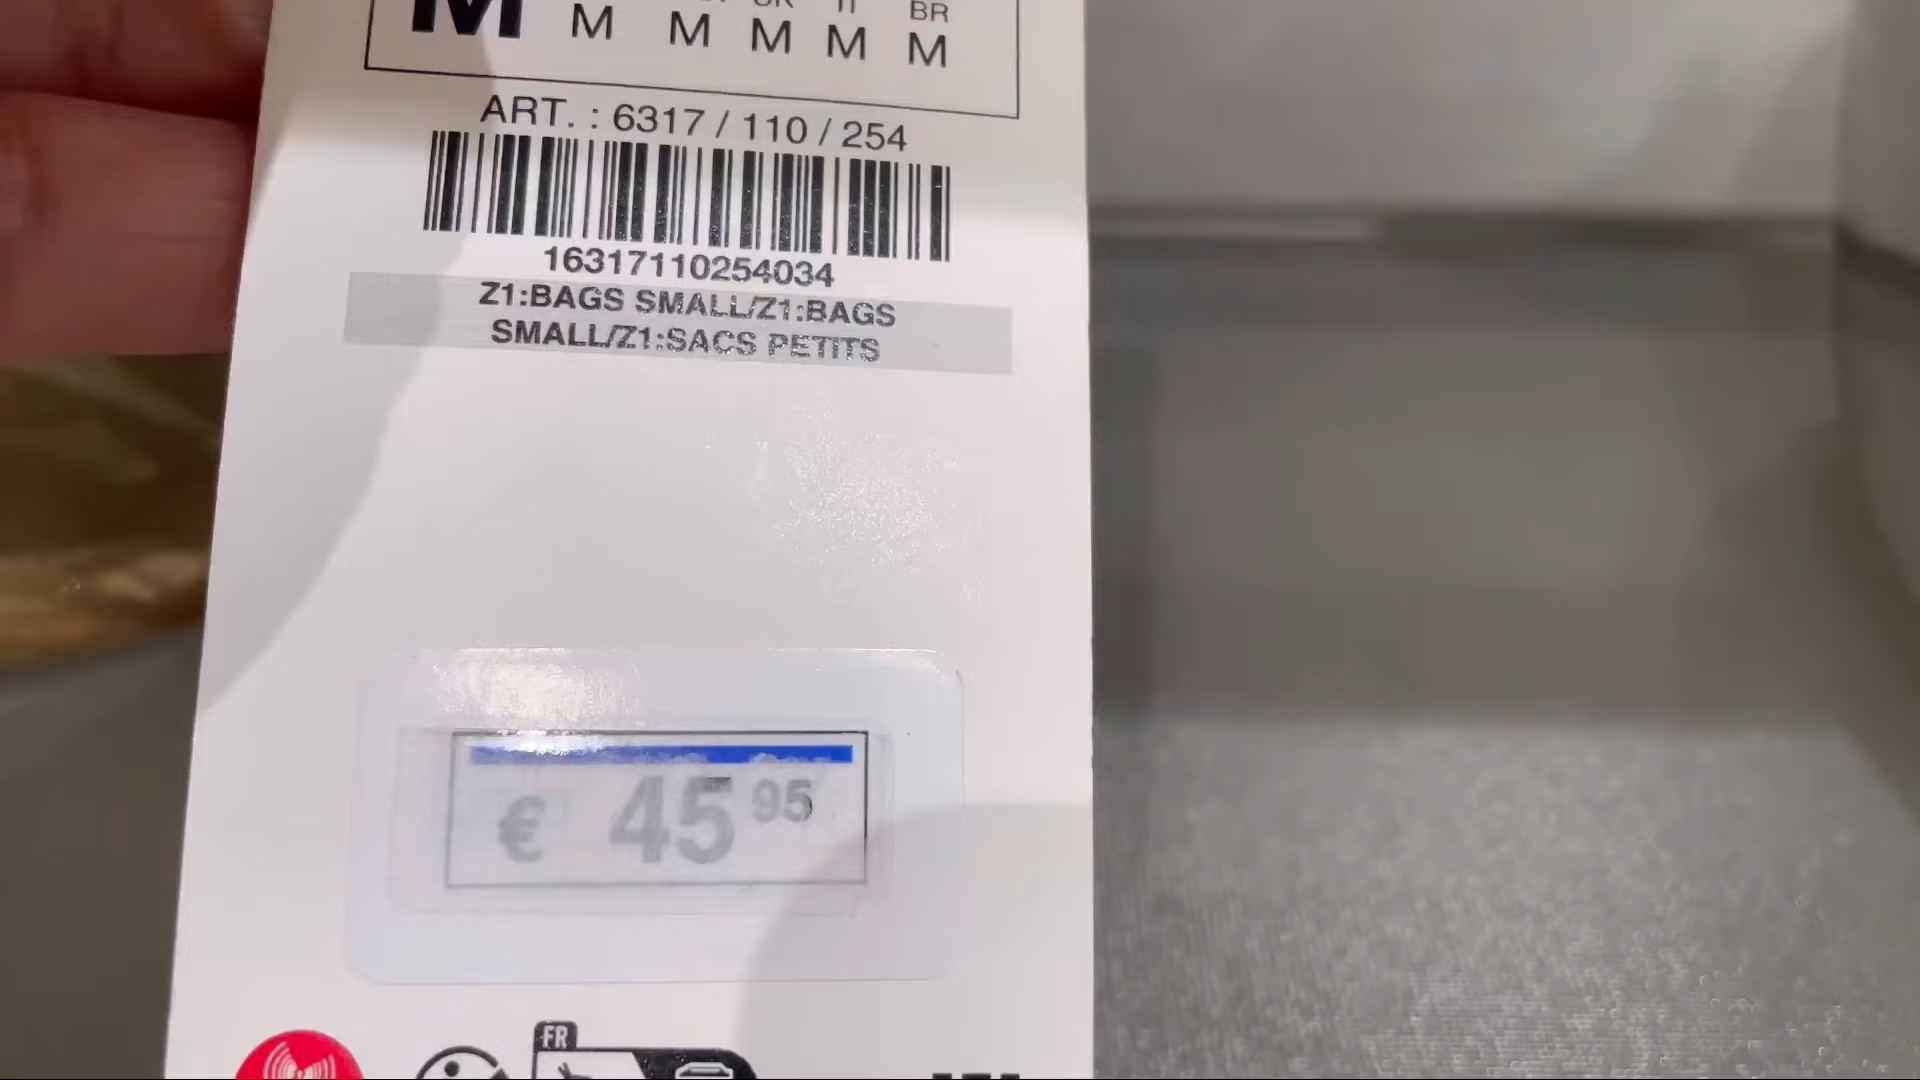 BR
M M M M M M
ART. : 6317 / 110 / 254
16317110254034
Z1:BAGS SMALL/Z1:BAGS
SMALL/Z1:SACS PETITS
€ 45 95
FR